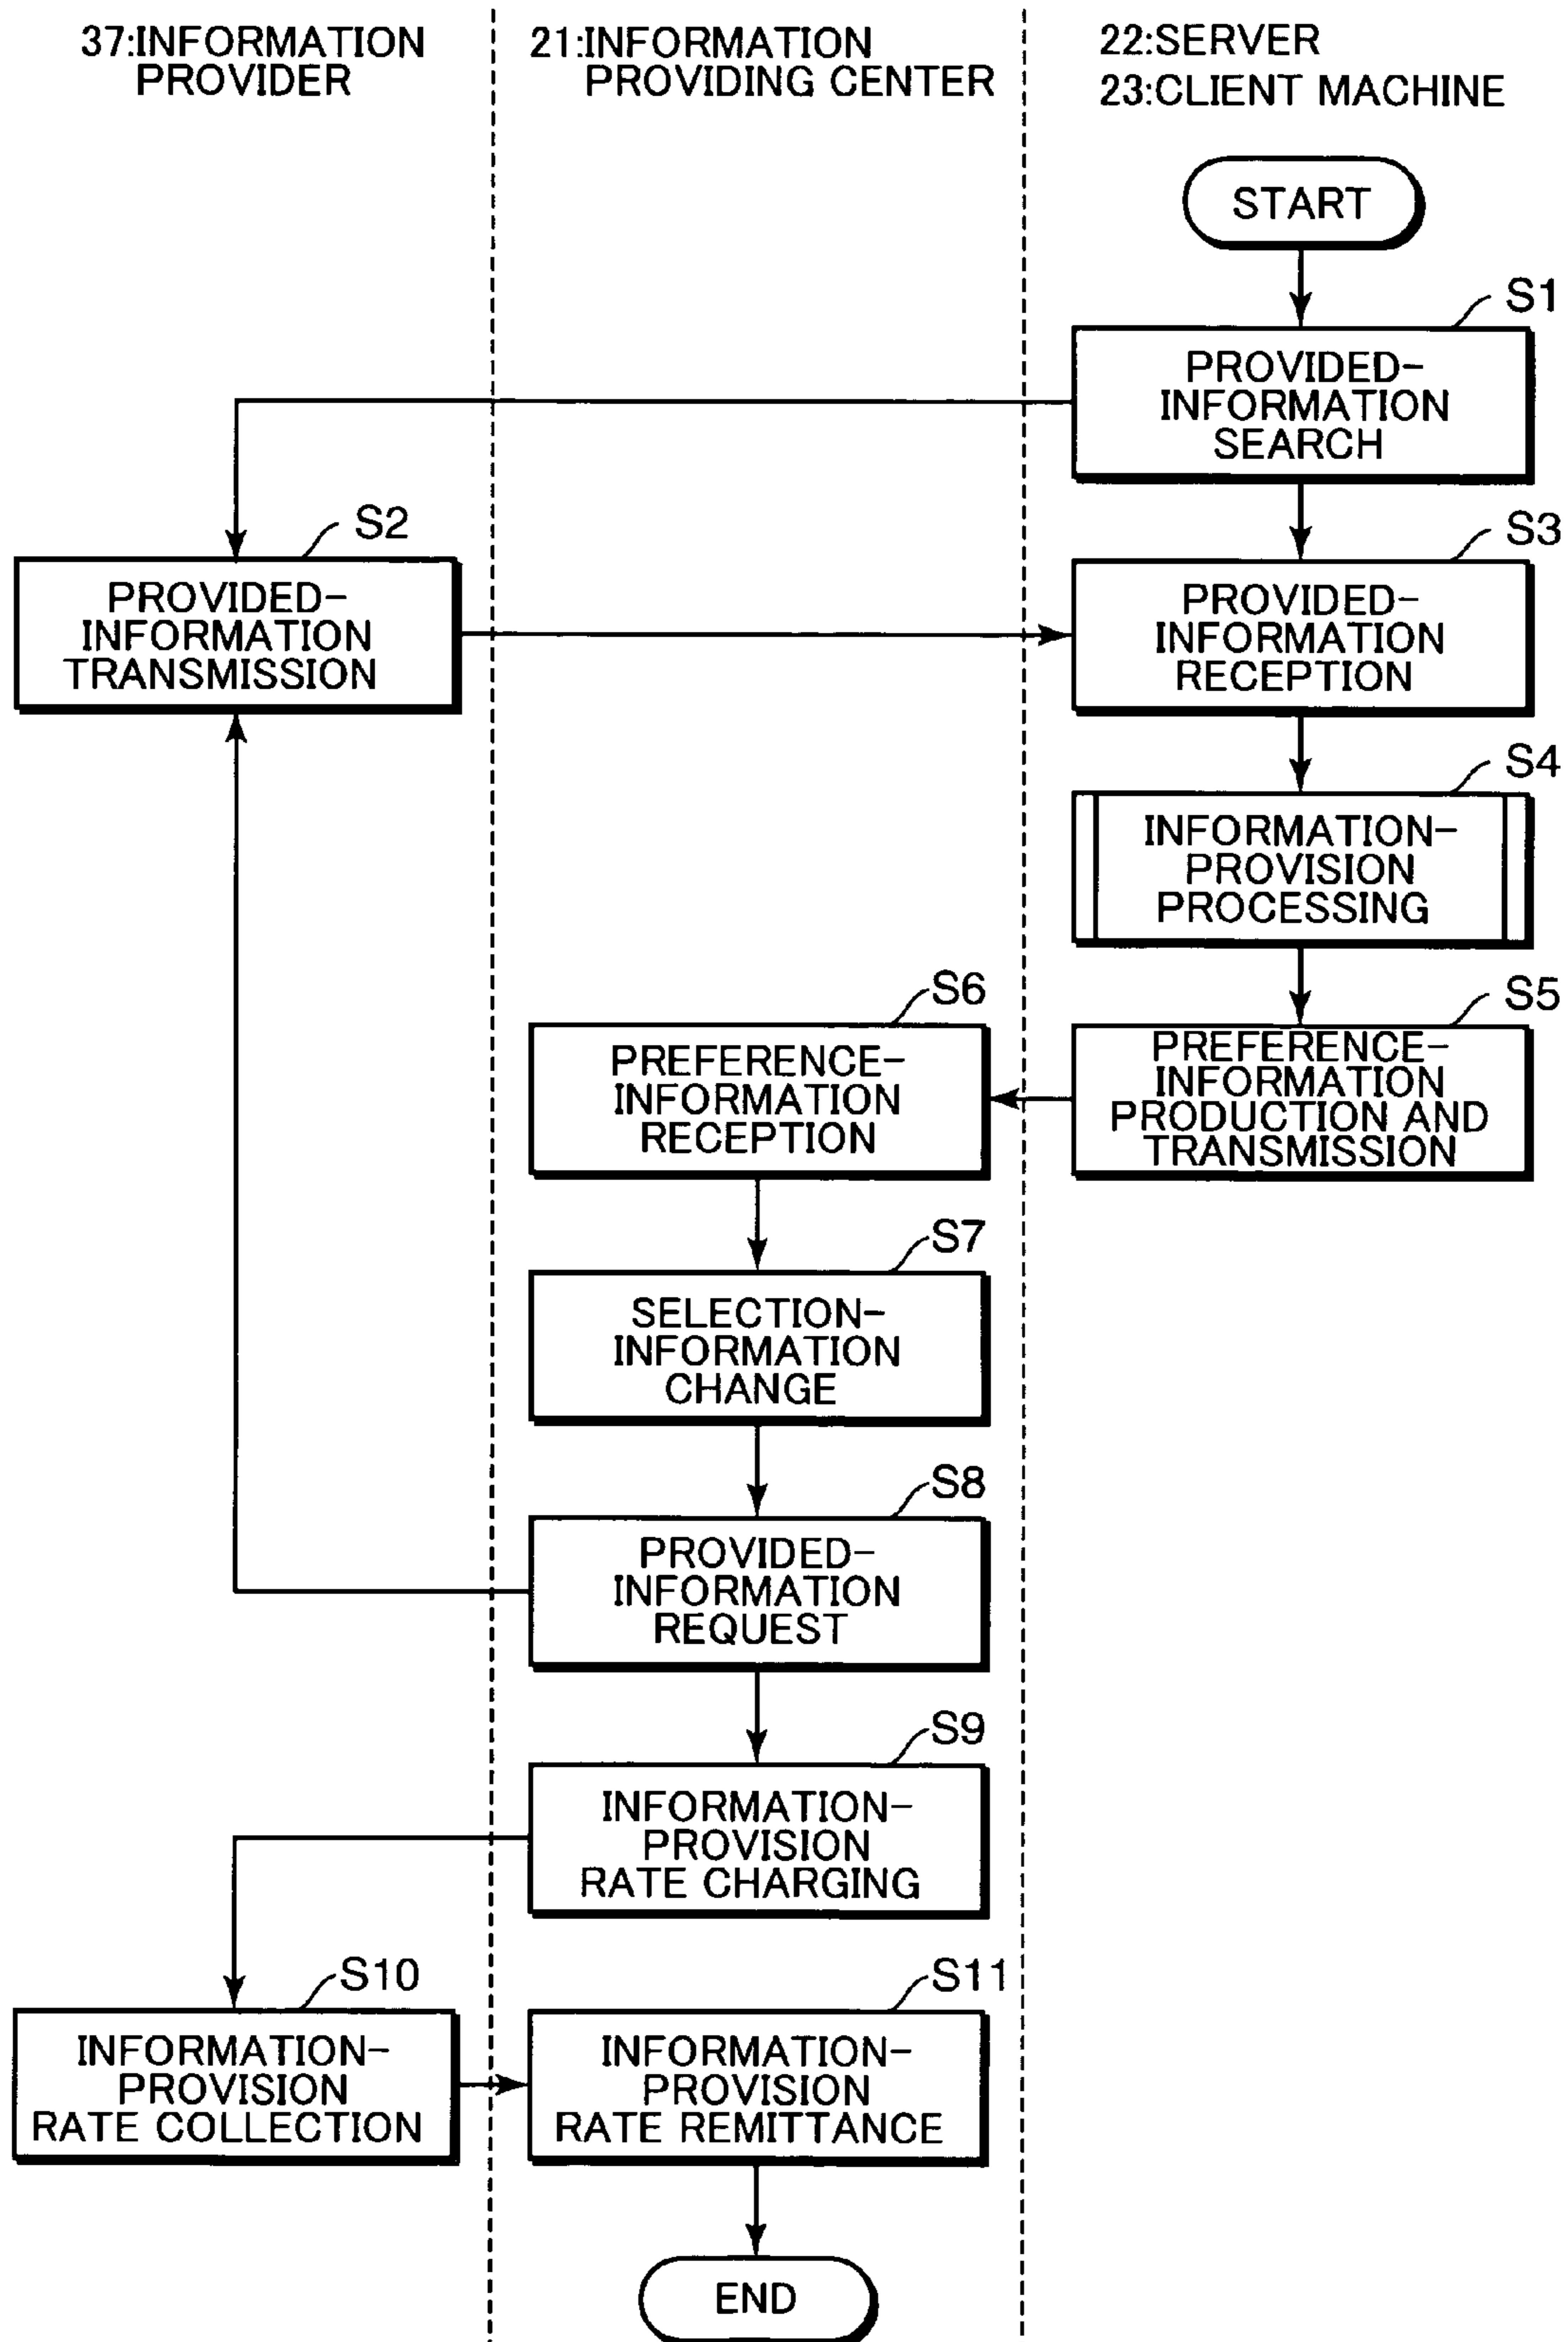 37:INFORMATION
PROVIDER
21:INFORMATION
PROVIDING CENTER
22:SERVER
23:CLIENT MACHINE
START
S1
PROVIDED-
INFORMATION
SEARCH
S2
PROVIDED-
INFORMATION
TRANSMISSION
S3
PROVIDED-
INFORMATION
RECEPTION
S4
INFORMATION-
PROVISION
PROCESSING
S5
PREFERENCE-
INFORMATION
PRODUCTION AND
TRANSMISSION
S6
PREFERENCE-
INFORMATION
RECEPTION
S7
SELECTION-
INFORMATION
CHANGE
S8
PROVIDED-
INFORMATION
REQUEST
S9
INFORMATION-
PROVISION
RATE CHARGING
S10
INFORMATION-
PROVISION
RATE COLLECTION
S11
INFORMATION-
PROVISION
RATE REMITTANCE
END